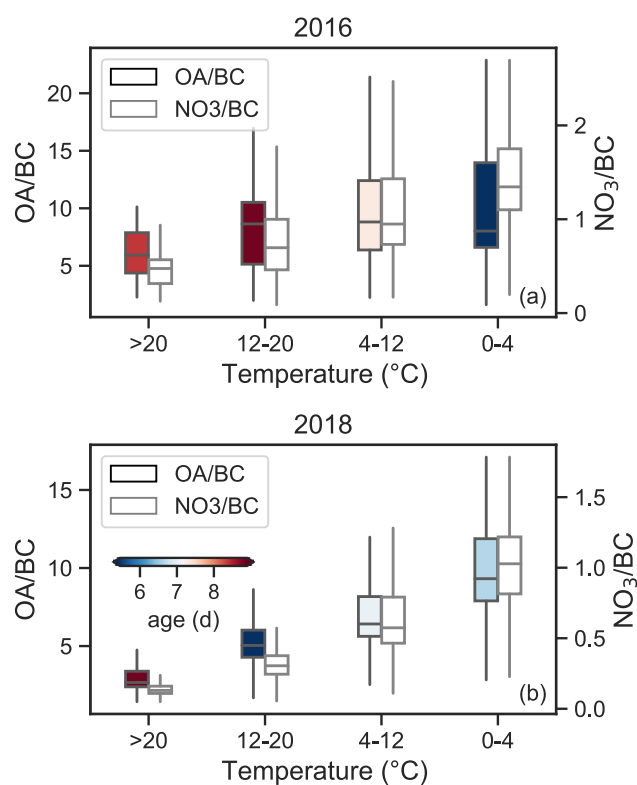 2016
OA/BC
NO3/BC
20
15
10
5
OA/BC
2
1
0
NO₃/BC
(a)
>20 12-20 4-12 0-4
Temperature (°C)
2018
OA/BC
NO3/BC
15
10
5
OA/BC
6 7 8
age (d)
1.5
1.0
0.5
0.0
NO₃/BC
(b)
>20 12-20 4-12 0-4
Temperature (°C)